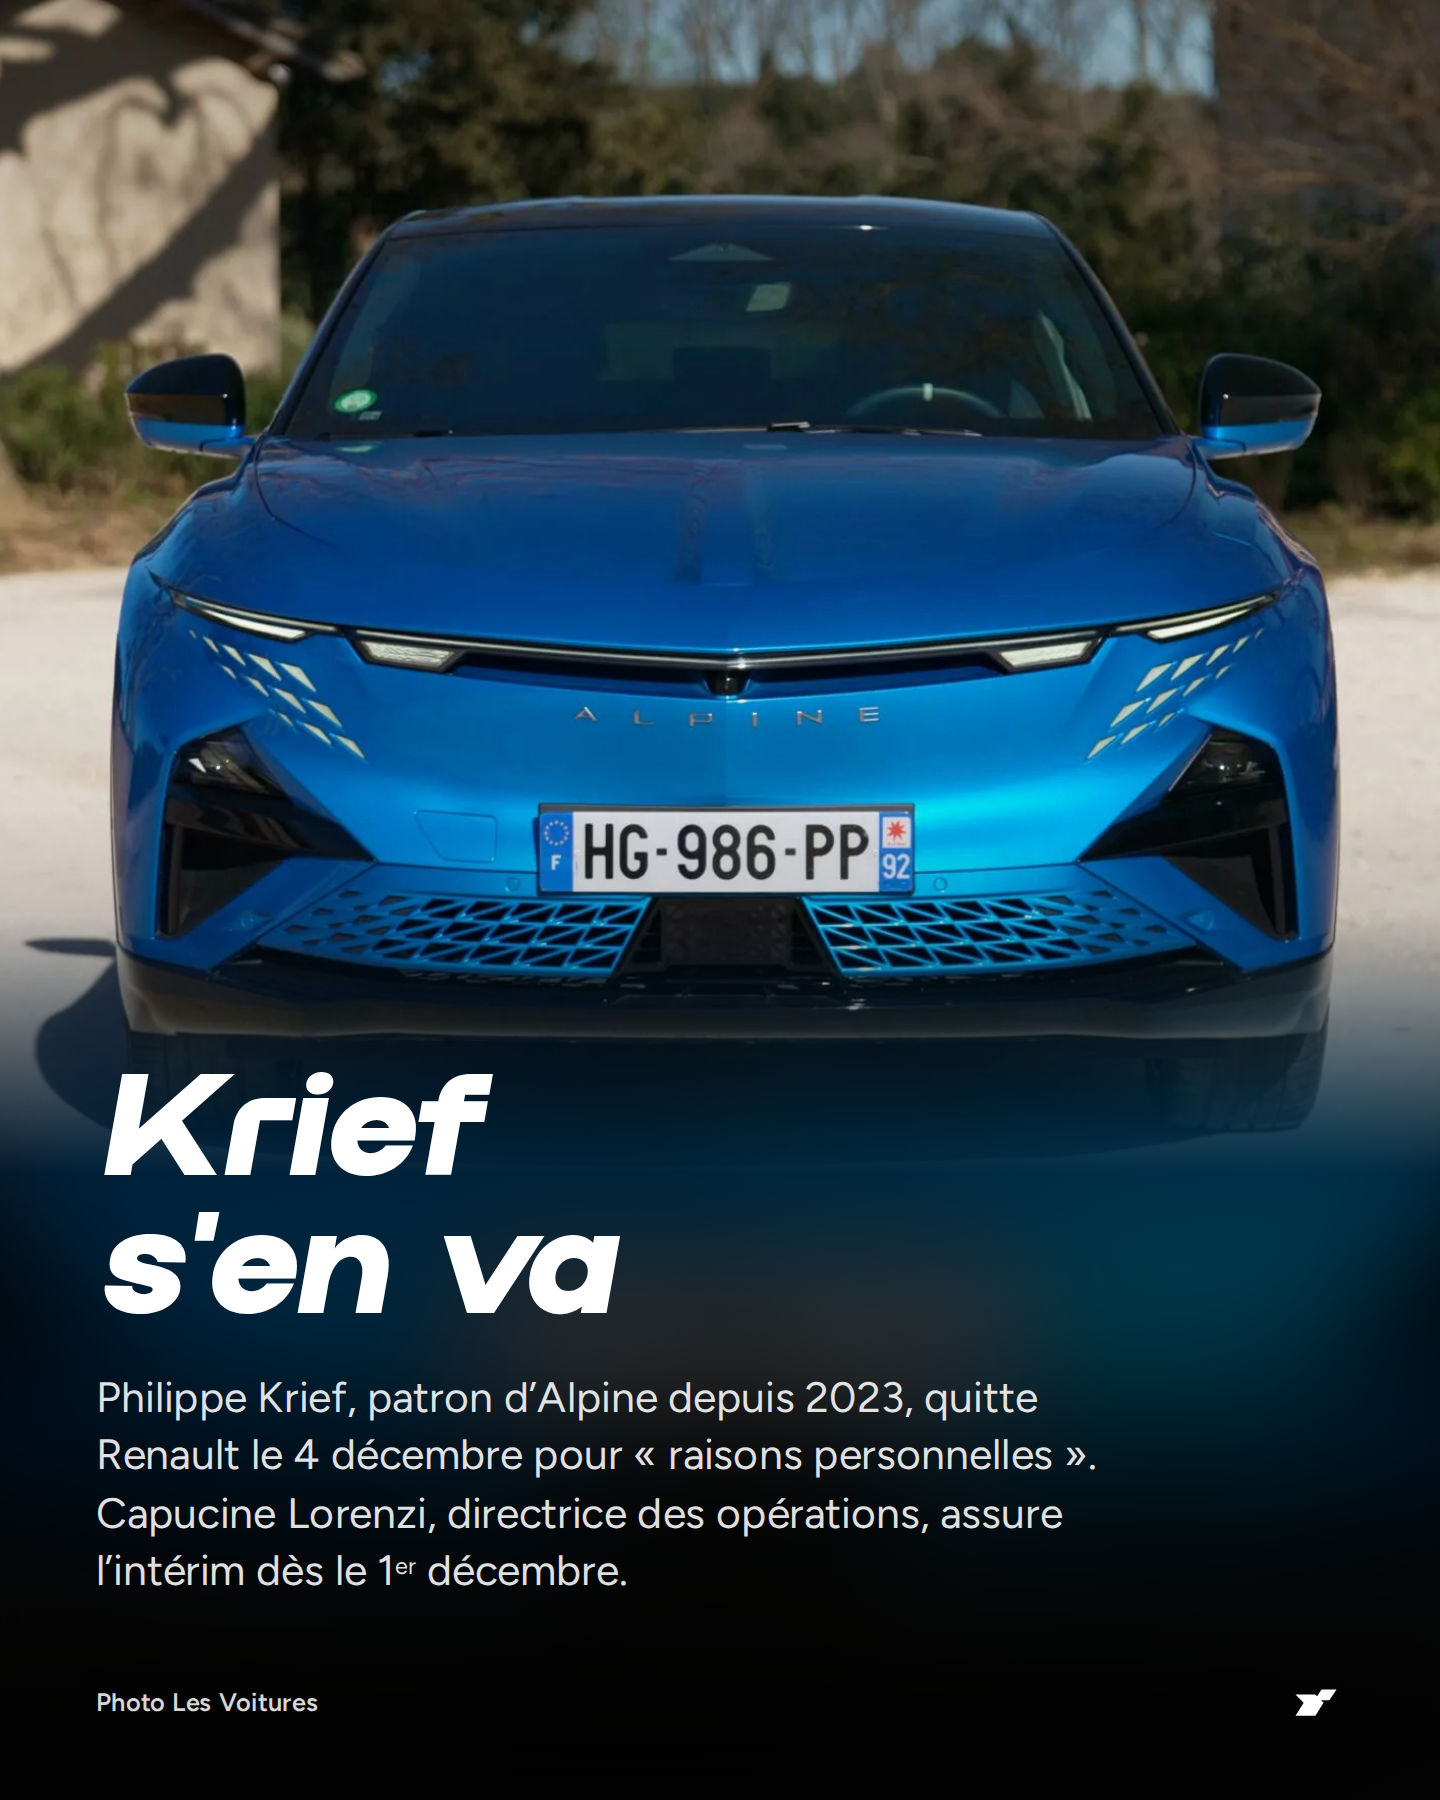 ALPINE
F
HG-986-PP
92
Krief
s'en va
Philippe Krief, patron d’Alpine depuis 2023, quitte
Renault le 4 décembre pour « raisons personnelles ».
Capucine Lorenzi, directrice des opérations, assure
l’intérim dès le 1er décembre.
Photo Les Voitures